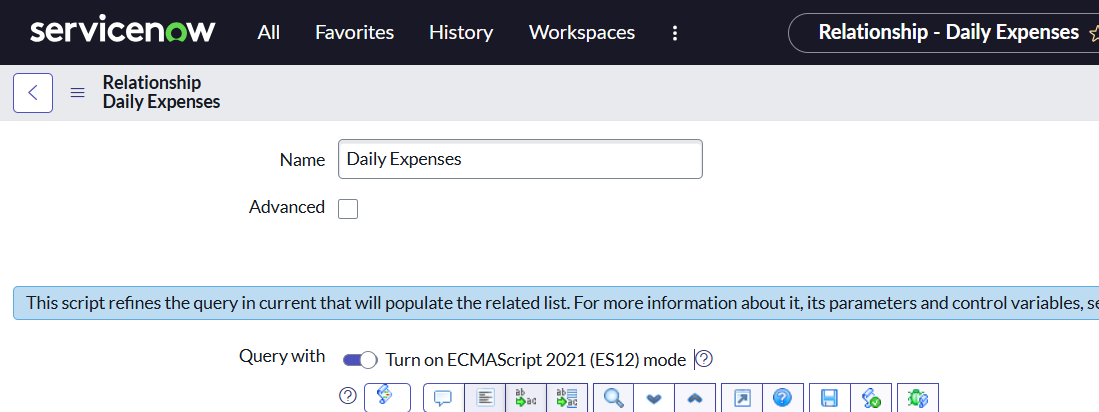 servicenow All Favorites History Workspaces Relationship - Daily Expenses
Relationship
Daily Expenses
Name Daily Expenses
Advanced
This script refines the query in current that will populate the related list. For more information about it, its parameters and control variables, se
Query with Turn on ECMAScript 2021 (ES12) mode